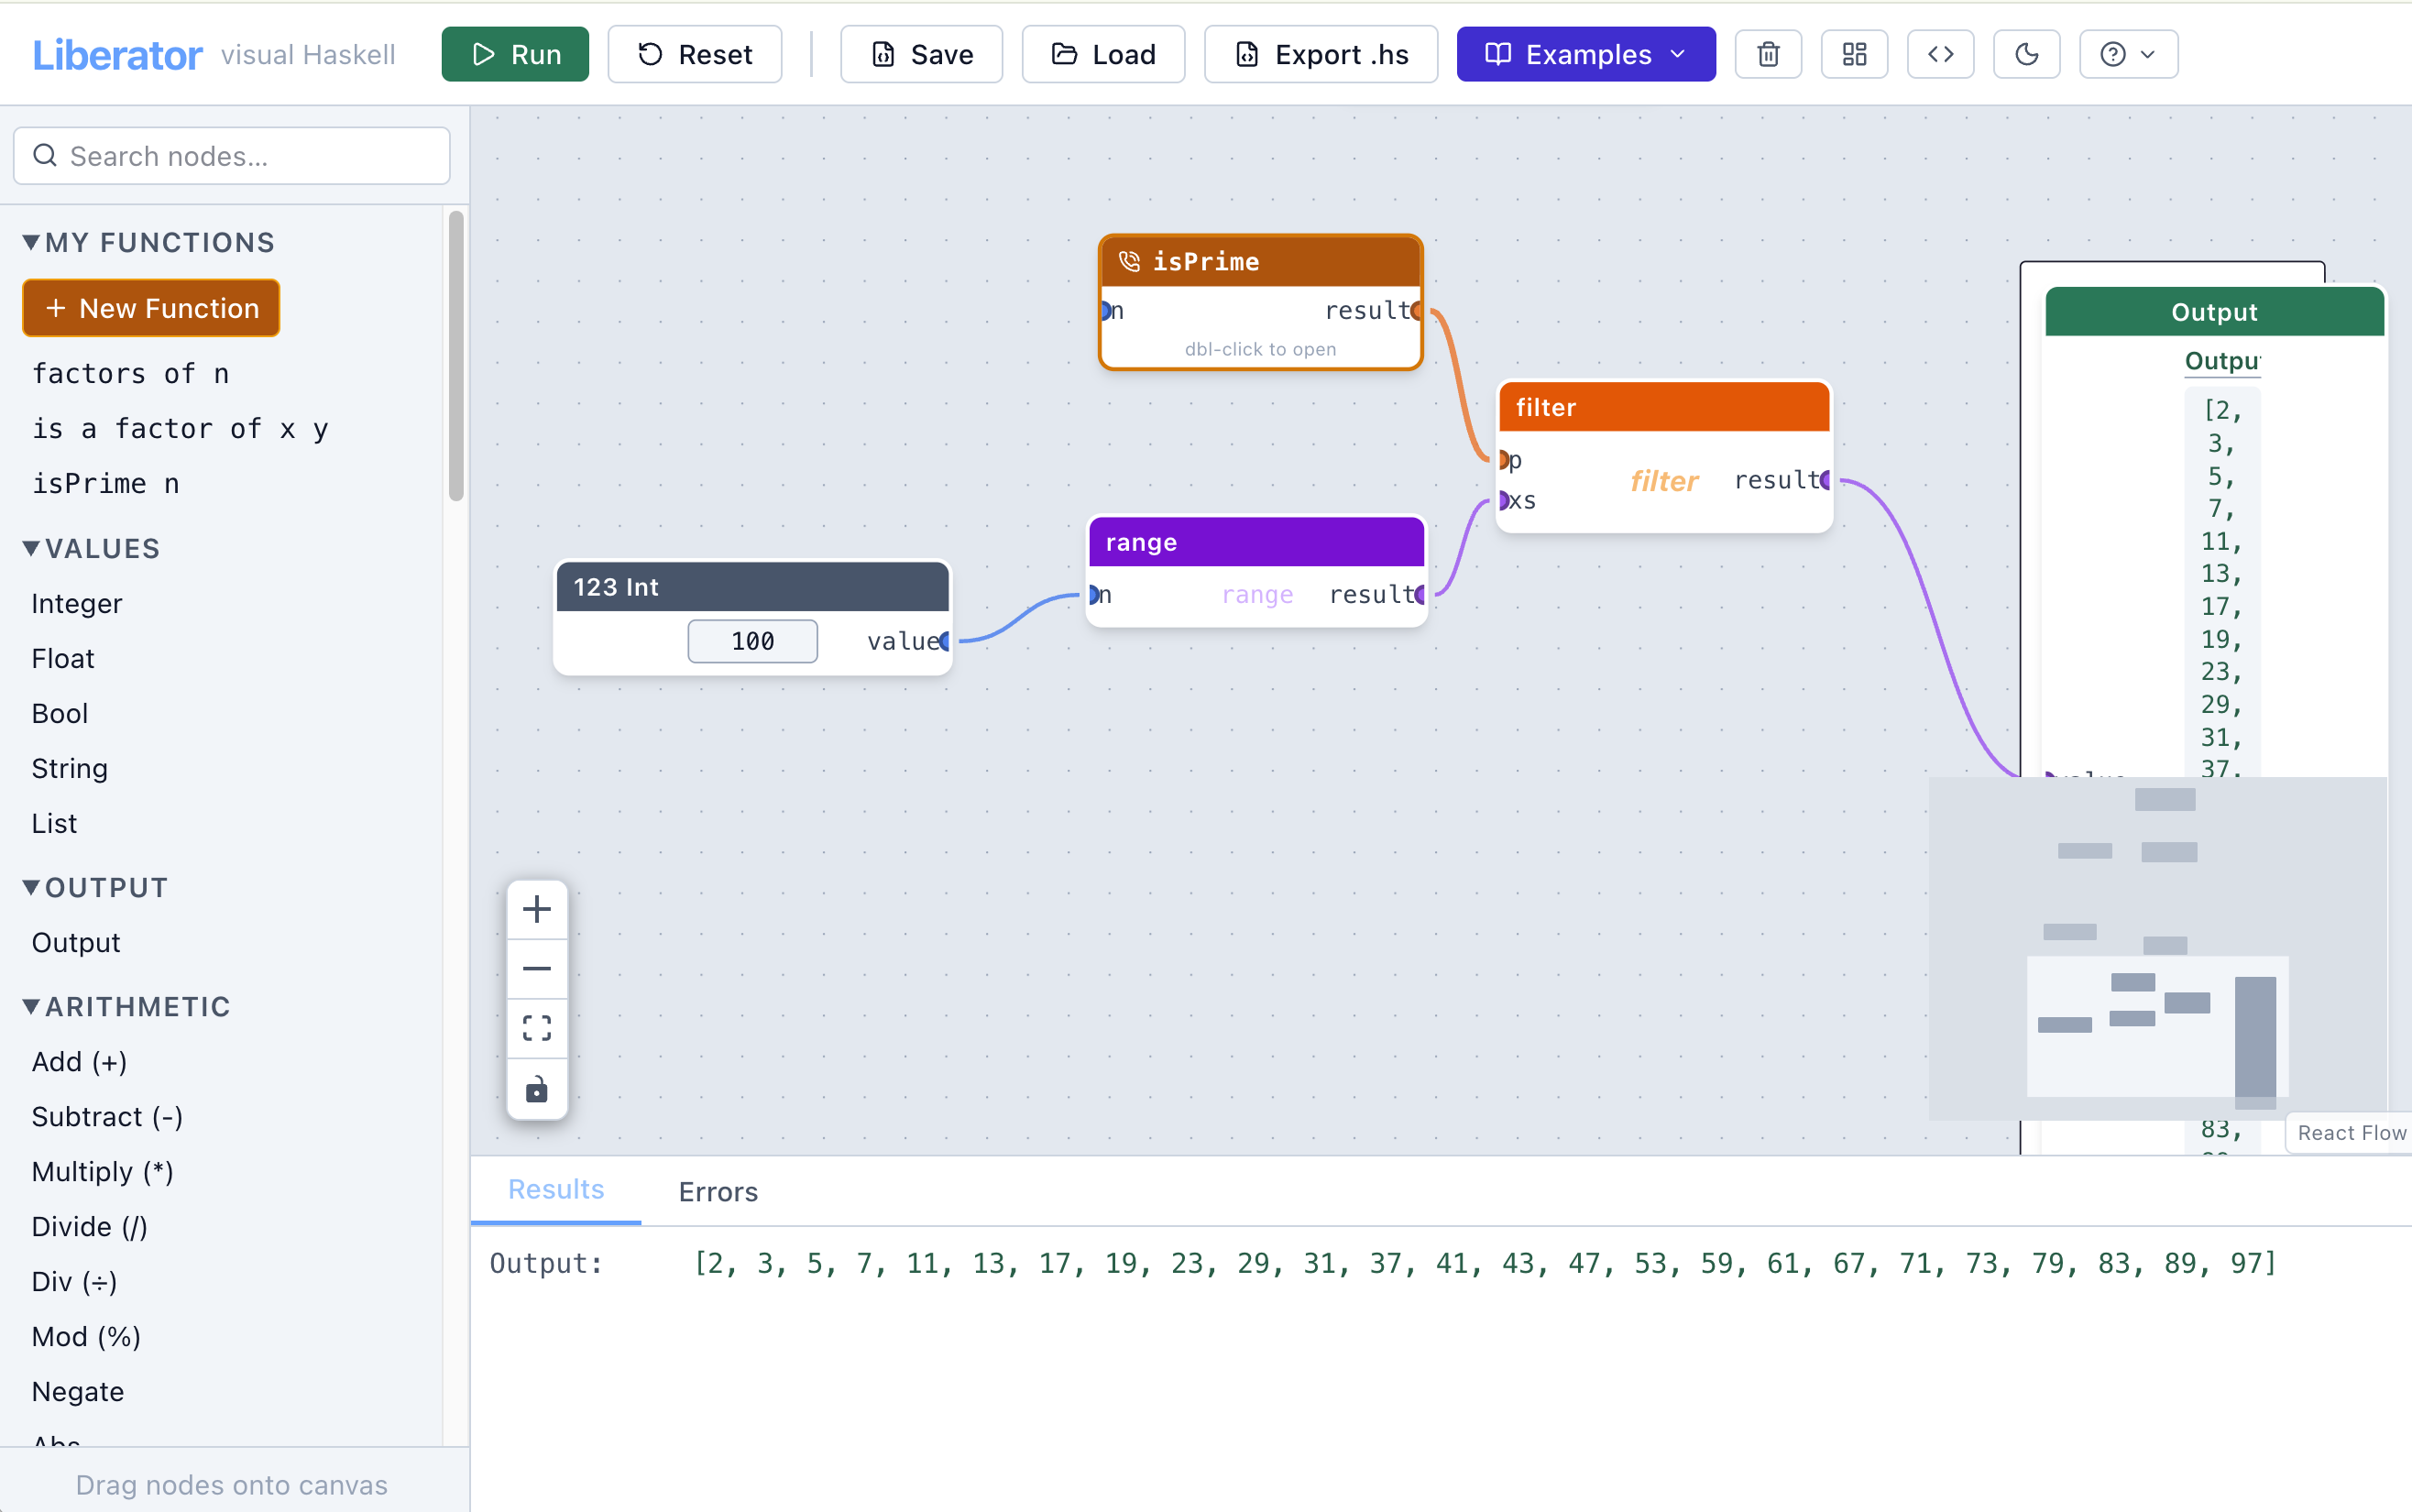 Liberator visual Haskell Run Reset Save Load Export .hs Examples
Search nodes...
MY FUNCTIONS
+ New Function
factors of n
is a factor of x y
isPrime n
VALUES
Integer
Float
Bool
String
List
OUTPUT
Output
ARITHMETIC
Add (+)
Subtract (-)
Multiply (*)
Divide (/)
Div (÷)
Mod (%)
Negate
Abs
Drag nodes onto canvas
isPrime
n result
dbl-click to open
filter
p
filter result
xs
range
n range result
123 Int
100 value
Output
Output
[2,
3,
5,
7,
11,
13,
17,
19,
23,
29,
31,
37,
value
83,
React Flow
Results Errors
Output: [2, 3, 5, 7, 11, 13, 17, 19, 23, 29, 31, 37, 41, 43, 47, 53, 59, 61, 67, 71, 73, 79, 83, 89, 97]